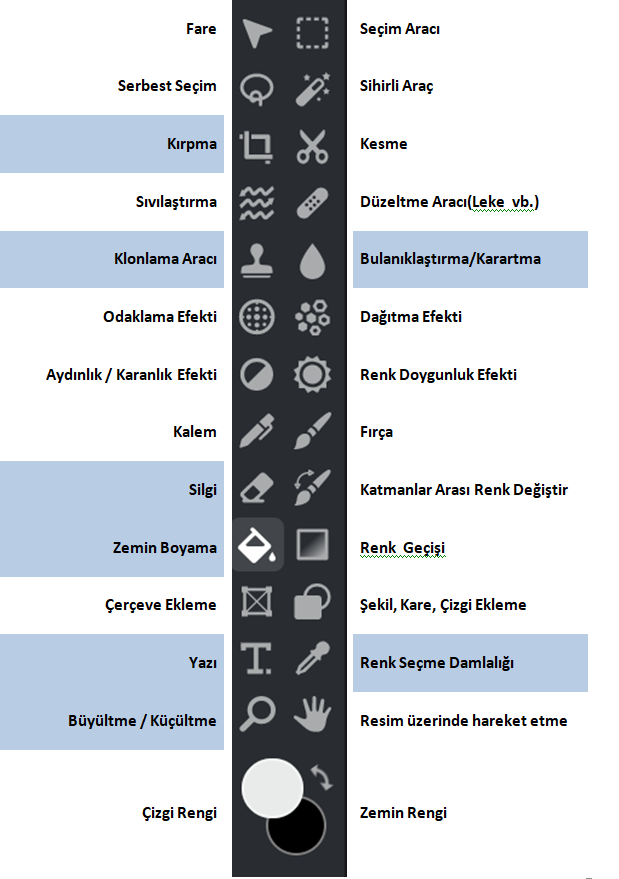 Fare Seçim Aracı
Serbest Seçim Sihirli Araç
Kırpma Kesme
Sıvılaştırma Düzeltme Aracı(Leke vb.)
Klonlama Aracı Bulanıklaştırma/Karartma
Odaklama Efekti Dağıtma Efekti
Aydınlık / Karanlık Efekti Renk Doygunluk Efekti
Kalem Fırça
Silgi Katmanlar Arası Renk Değiştir
Zemin Boyama Renk Geçişi
Çerçeve Ekleme Şekil, Kare, Çizgi Ekleme
Yazı Renk Seçme Damlalığı
Büyültme / Küçültme Resim üzerinde hareket etme
Çizgi Rengi Zemin Rengi